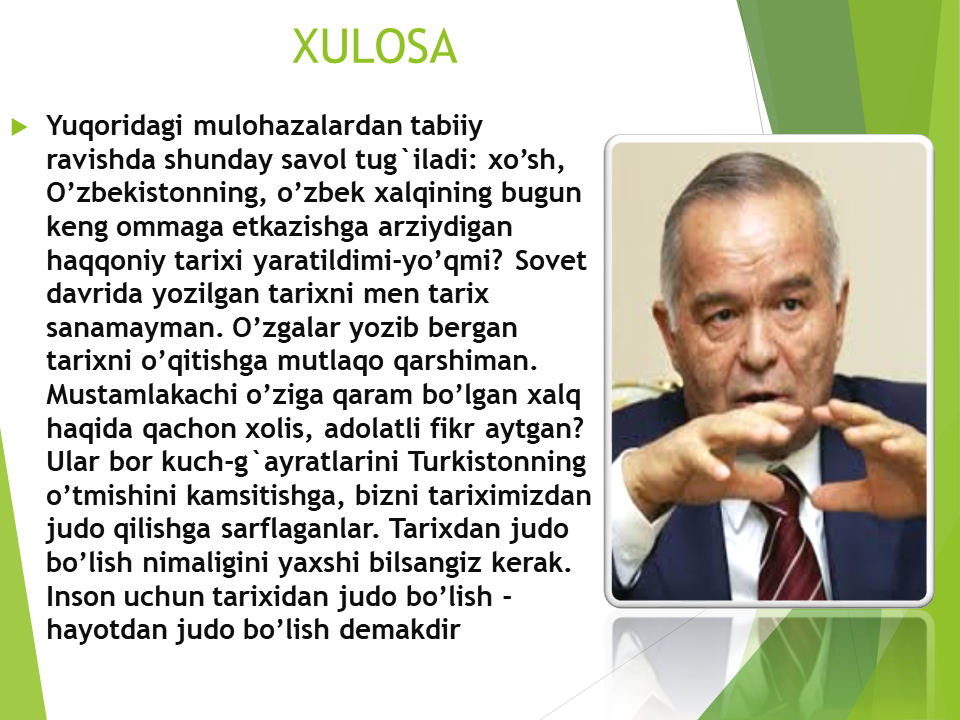 XULOSA
Yuqoridagi mulohazalardan tabiiy
ravishda shunday savol tug`iladi: xo’sh,
O’zbekistonning, o’zbek xalqining bugun
keng ommaga etkazishga arziydigan
haqqoniy tarixi yaratildimi-yo’qmi? Sovet
davrida yozilgan tarixni men tarix
sanamayman. O’zgalar yozib bergan
tarixni o’qitishga mutlaqo qarshiman.
Mustamlakachi o’ziga qaram bo’lgan xalq
haqida qachon xolis, adolatli fikr aytgan?
Ular bor kuch-g`ayratlarini Turkistonning
o’tmishini kamsitishga, bizni tariximizdan
judo qilishga sarflaganlar. Tarixdan judo
bo’lish nimaligini yaxshi bilsangiz kerak.
Inson uchun tarixidan judo bo’lish -
hayotdan judo bo’lish demakdir